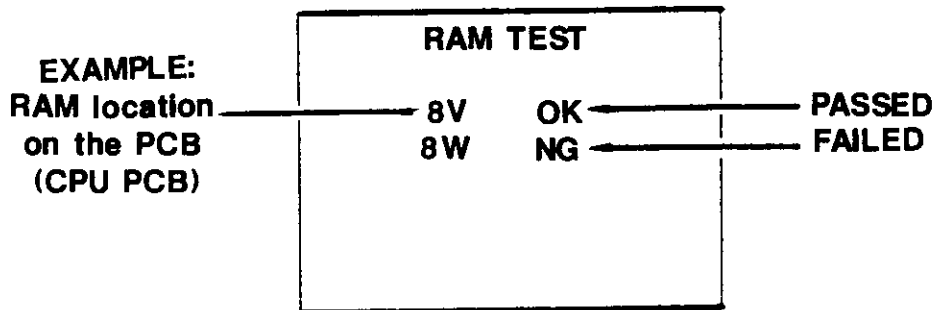 RAM TEST
EXAMPLE:
RAM location
on the PCB
(CPU PCB)
8V OK
8W NG
PASSED
FAILED